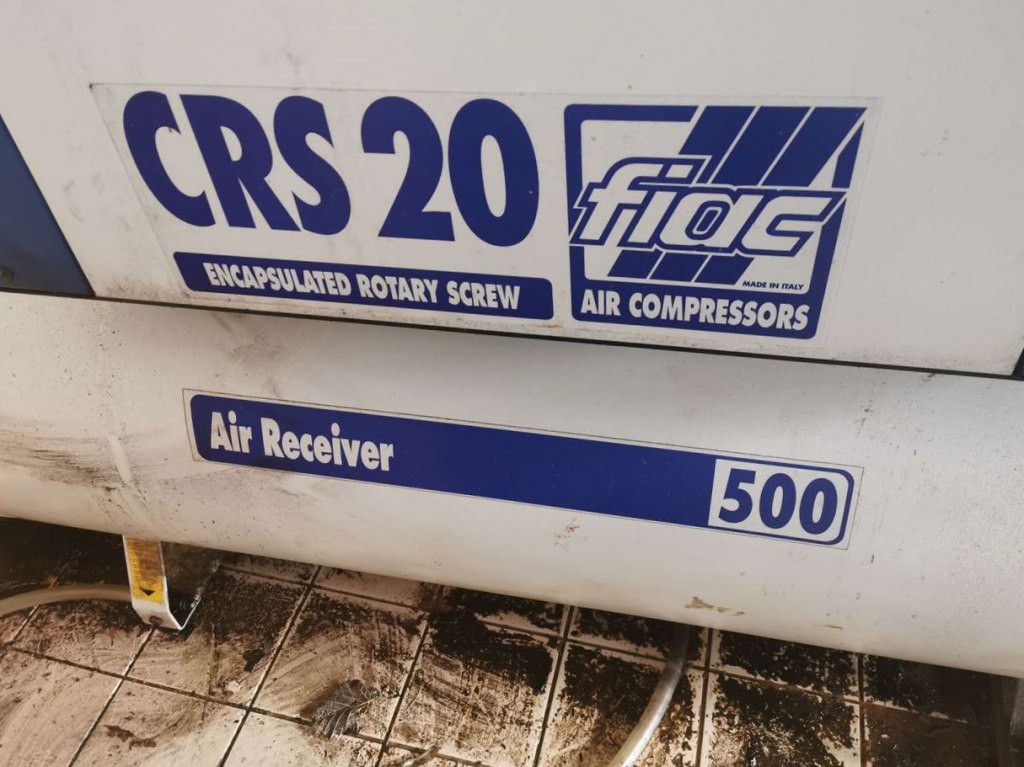 CRS 20
ENCAPSULATED ROTARY SCREW
fiac
MADE IN ITALY
AIR COMPRESSORS
Air Receiver
500